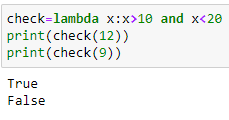 check=lambda x:x>10 and x<20
print(check(12))
print(check(9))
True
False